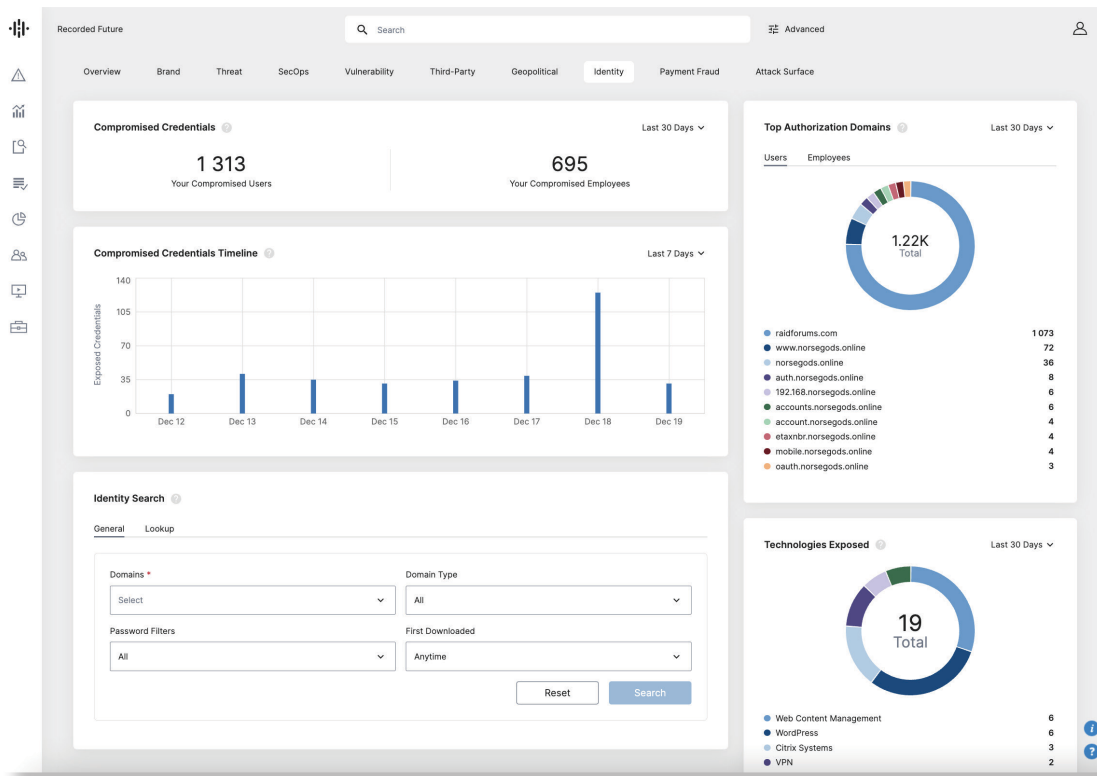 Recorded Future
Search
Advanced
Overview Brand Threat SecOps Vulnerability Third-Party Geopolitical Identity Payment Fraud Attack Surface
Compromised Credentials ?
Last 30 Days
1 313
Your Compromised Users
695
Your Compromised Employees
Compromised Credentials Timeline ?
Last 7 Days
Exposed Credentials
140
105
70
35
0
Dec 12 Dec 13 Dec 14 Dec 15 Dec 16 Dec 17 Dec 18 Dec 19
Identity Search ?
General Lookup
Domains * Domain Type
Select All
Password Filters First Downloaded
All Anytime
Reset Search
Top Authorization Domains ? Last 30 Days
Users Employees
1.22K
Total
raidforums.com 1 073
www.norsegods.online 72
norsegods.online 36
auth.norsegods.online 8
192.168.norsegods.online 6
accounts.norsegods.online 6
account.norsegods.online 4
etaxnbr.norsegods.online 4
mobile.norsegods.online 4
oauth.norsegods.online 3
Technologies Exposed ? Last 30 Days
19
Total
Web Content Management 6
WordPress 6
Citrix Systems 3
VPN 2
i
?